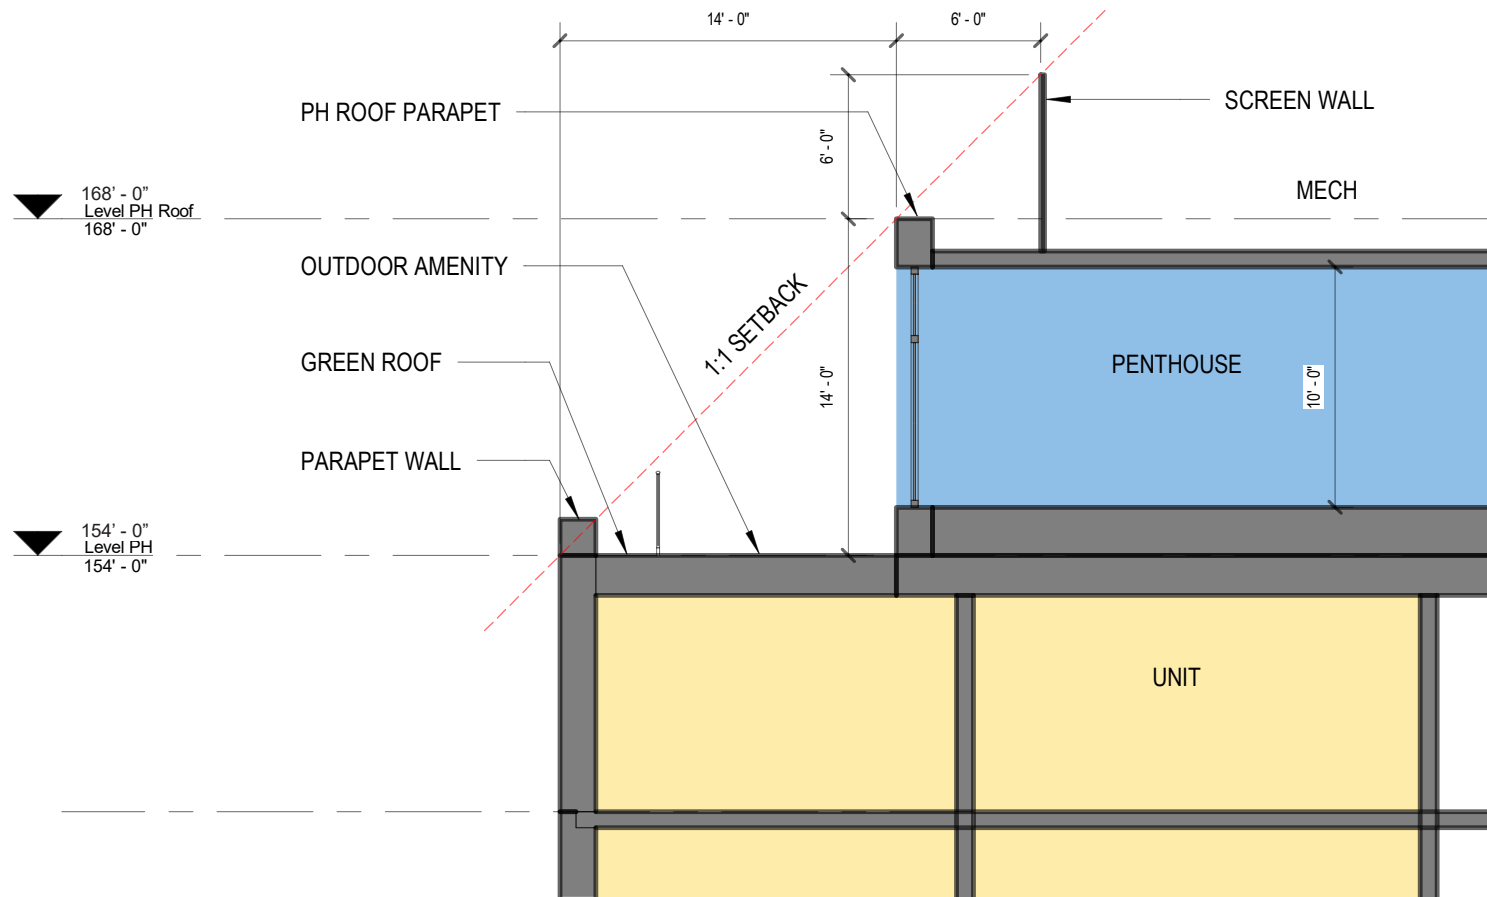 14' - 0"
6' - 0"
PH ROOF PARAPET
SCREEN WALL
6' - 0"
168' - 0”
Level PH Roof
168' - 0"
MECH
OUTDOOR AMENITY
1:1 SETBACK
GREEN ROOF
14' - 0"
PENTHOUSE
10' - 0"
PARAPET WALL
154' - 0”
Level PH
154' - 0"
UNIT